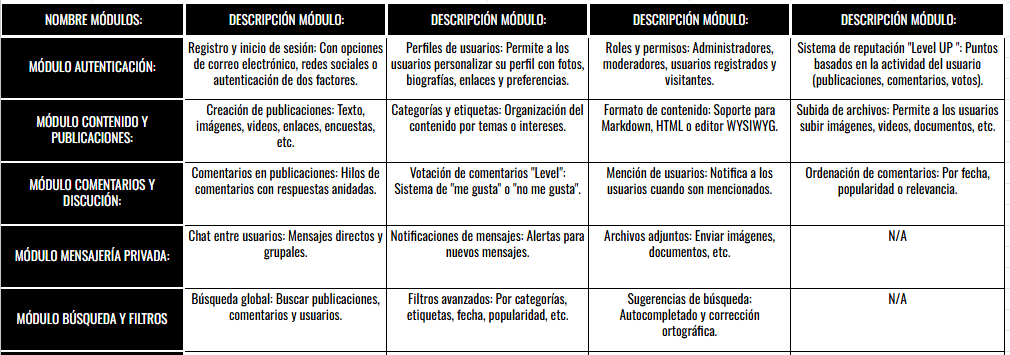 NOMBRE MÓDULOS:
DESCRIPCIÓN MÓDULO:
DESCRIPCIÓN MÓDULO:
DESCRIPCIÓN MÓDULO:
DESCRIPCIÓN MÓDULO:
MÓDULO AUTENTICACIÓN:
Registro y inicio de sesión: Con opciones
de correo electrónico, redes sociales o
autenticación de dos factores.
Perfiles de usuarios: Permite a los
usuarios personalizar su perfil con fotos,
biografías, enlaces y preferencias.
Roles y permisos: Administradores,
moderadores, usuarios registrados y
visitantes.
Sistema de reputación "Level UP ": Puntos
basados en la actividad del usuario
(publicaciones, comentarios, votos).
MÓDULO CONTENIDO Y
PUBLICACIONES:
Creación de publicaciones: Texto,
imágenes, videos, enlaces, encuestas,
etc.
Categorías y etiquetas: Organización del
contenido por temas o intereses.
Formato de contenido: Soporte para
Markdown, HTML o editor WYSIWYG.
Subida de archivos: Permite a los usuarios
subir imágenes, videos, documentos, etc.
MÓDULO COMENTARIOS Y
DISCUCIÓN:
Comentarios en publicaciones: Hilos de
comentarios con respuestas anidadas.
Votación de comentarios "Level":
Sistema de "me gusta" o "no me gusta".
Mención de usuarios: Notifica a los
usuarios cuando son mencionados.
Ordenación de comentarios: Por fecha,
popularidad o relevancia.
MÓDULO MENSAJERÍA PRIVADA:
Chat entre usuarios: Mensajes directos y
grupales.
Notificaciones de mensajes: Alertas para
nuevos mensajes.
Archivos adjuntos: Enviar imágenes,
documentos, etc.
N/A
MÓDULO BÚSQUEDA Y FILTROS
Búsqueda global: Buscar publicaciones,
comentarios y usuarios.
Filtros avanzados: Por categorías,
etiquetas, fecha, popularidad, etc.
Sugerencias de búsqueda:
Autocompletado y corrección
ortográfica.
N/A